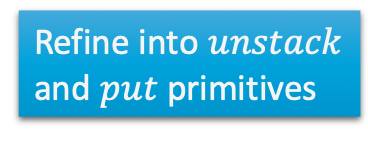 Refine into unstack
and put primitives